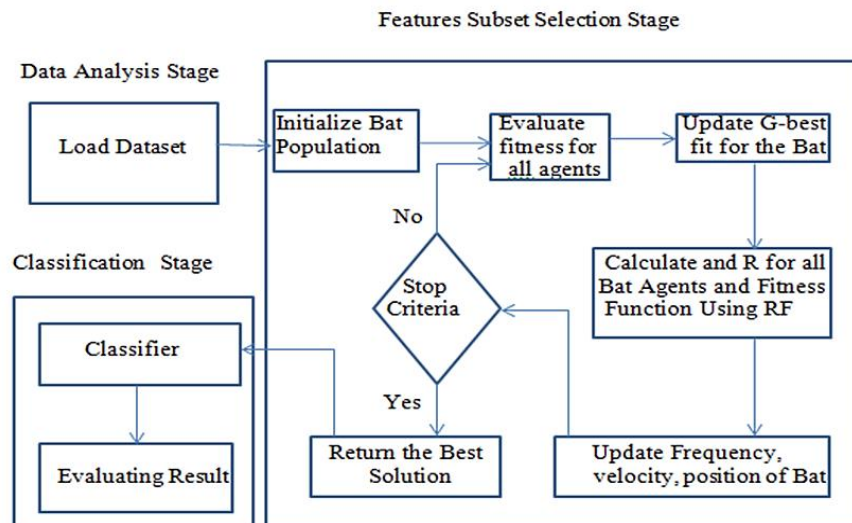 Features Subset Selection Stage
Data Analysis Stage
Load Dataset
Initialize Bat
Population
Evaluate
fitness for
all agents
Update G-best
fit for the Bat
No
Calculate and R for all
Bat Agents and Fitness
Function Using RF
Stop
Criteria
Yes
Update Frequency,
velocity, position of Bat
Return the Best
Solution
Classification Stage
Classifier
Evaluating Result